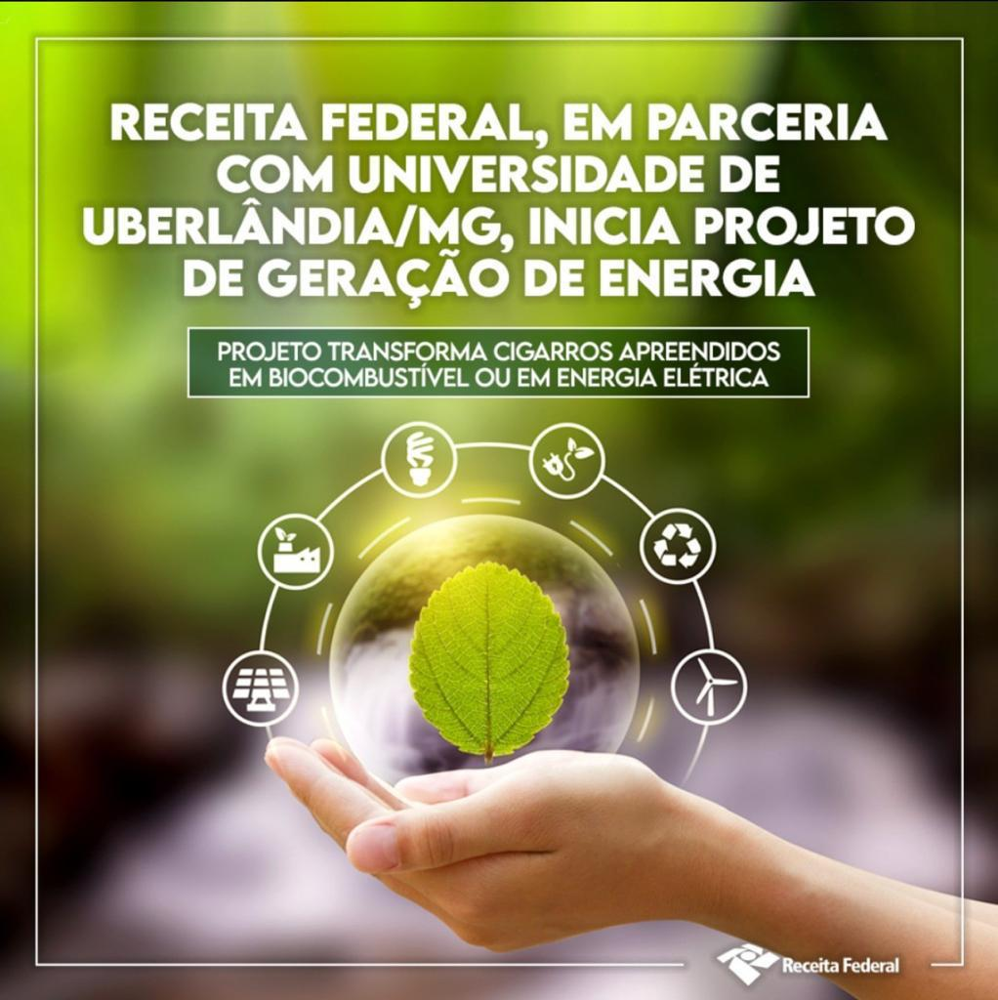 RECEITA FEDERAL, EM PARCERIA
COM UNIVERSIDADE DE
UBERLÂNDIA/MG, INICIA PROJETO
DE GERAÇÃO DE ENERGIA
PROJETO TRANSFORMA CIGARROS APREENDIDOS
EM BIOCOMBUSTÍVEL OU EM ENERGIA ELÉTRICA
Receita Federal